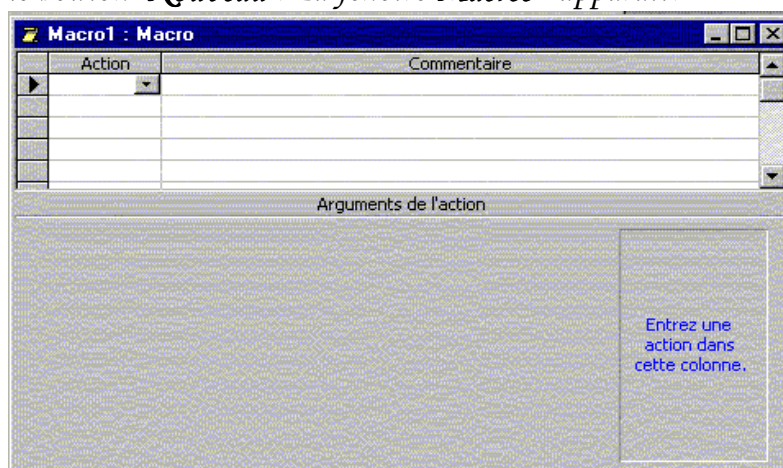 Macro1 : Macro
Action Commentaire
Arguments de l'action
Entrez une
action dans
cette colonne.